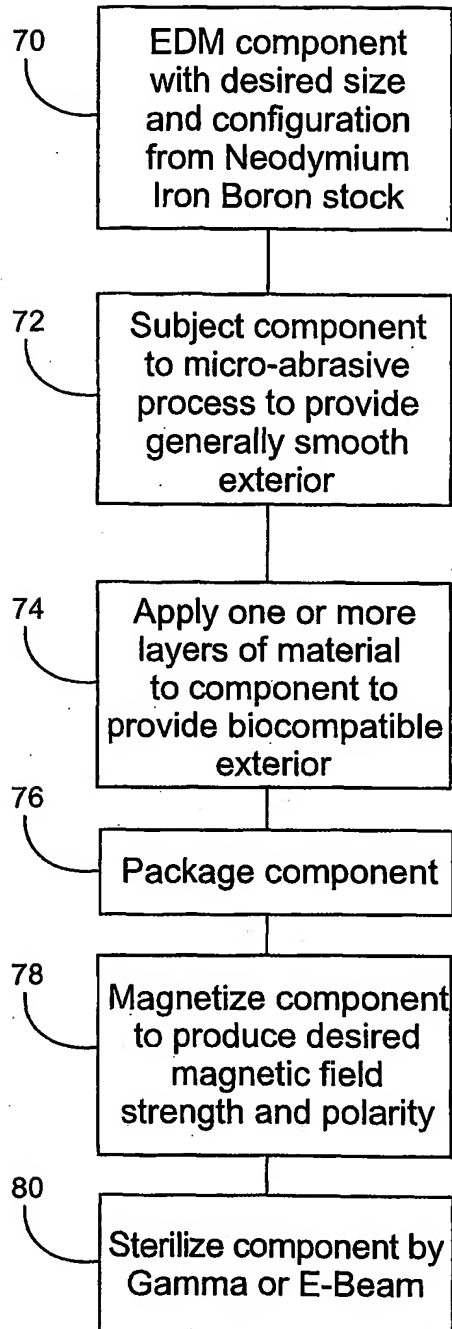 70
EDM component
with desired size
and configuration
from Neodymium
Iron Boron stock
72
Subject component
to micro-abrasive
process to provide
generally smooth
exterior
74
Apply one or more
layers of material
to component to
provide biocompatible
exterior
76
Package component
78
Magnetize component
to produce desired
magnetic field
strength and polarity
80
Sterilize component by
Gamma or E-Beam